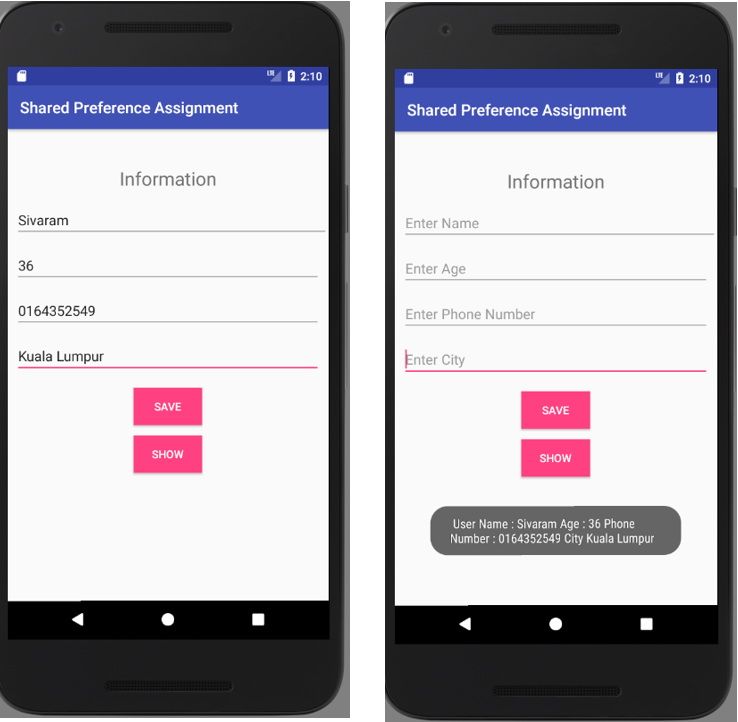 LTE 2:10
Shared Preference Assignment
Information
Sivaram
36
0164352549
Kuala Lumpur
SAVE
SHOW
LTE 2:10
Shared Preference Assignment
Information
Enter Name
Enter Age
Enter Phone Number
Enter City
SAVE
SHOW
User Name : Sivaram Age : 36 Phone
Number : 0164352549 City Kuala Lumpur